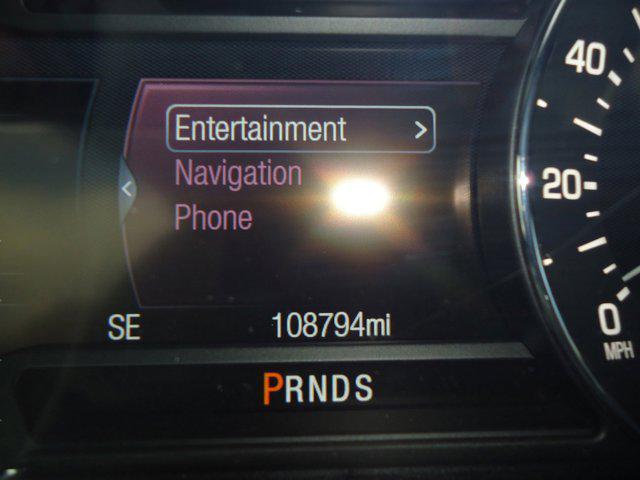 Entertainment >
Navigation
Phone
SE 108794mi
PRNDS
40
20
0
MPH